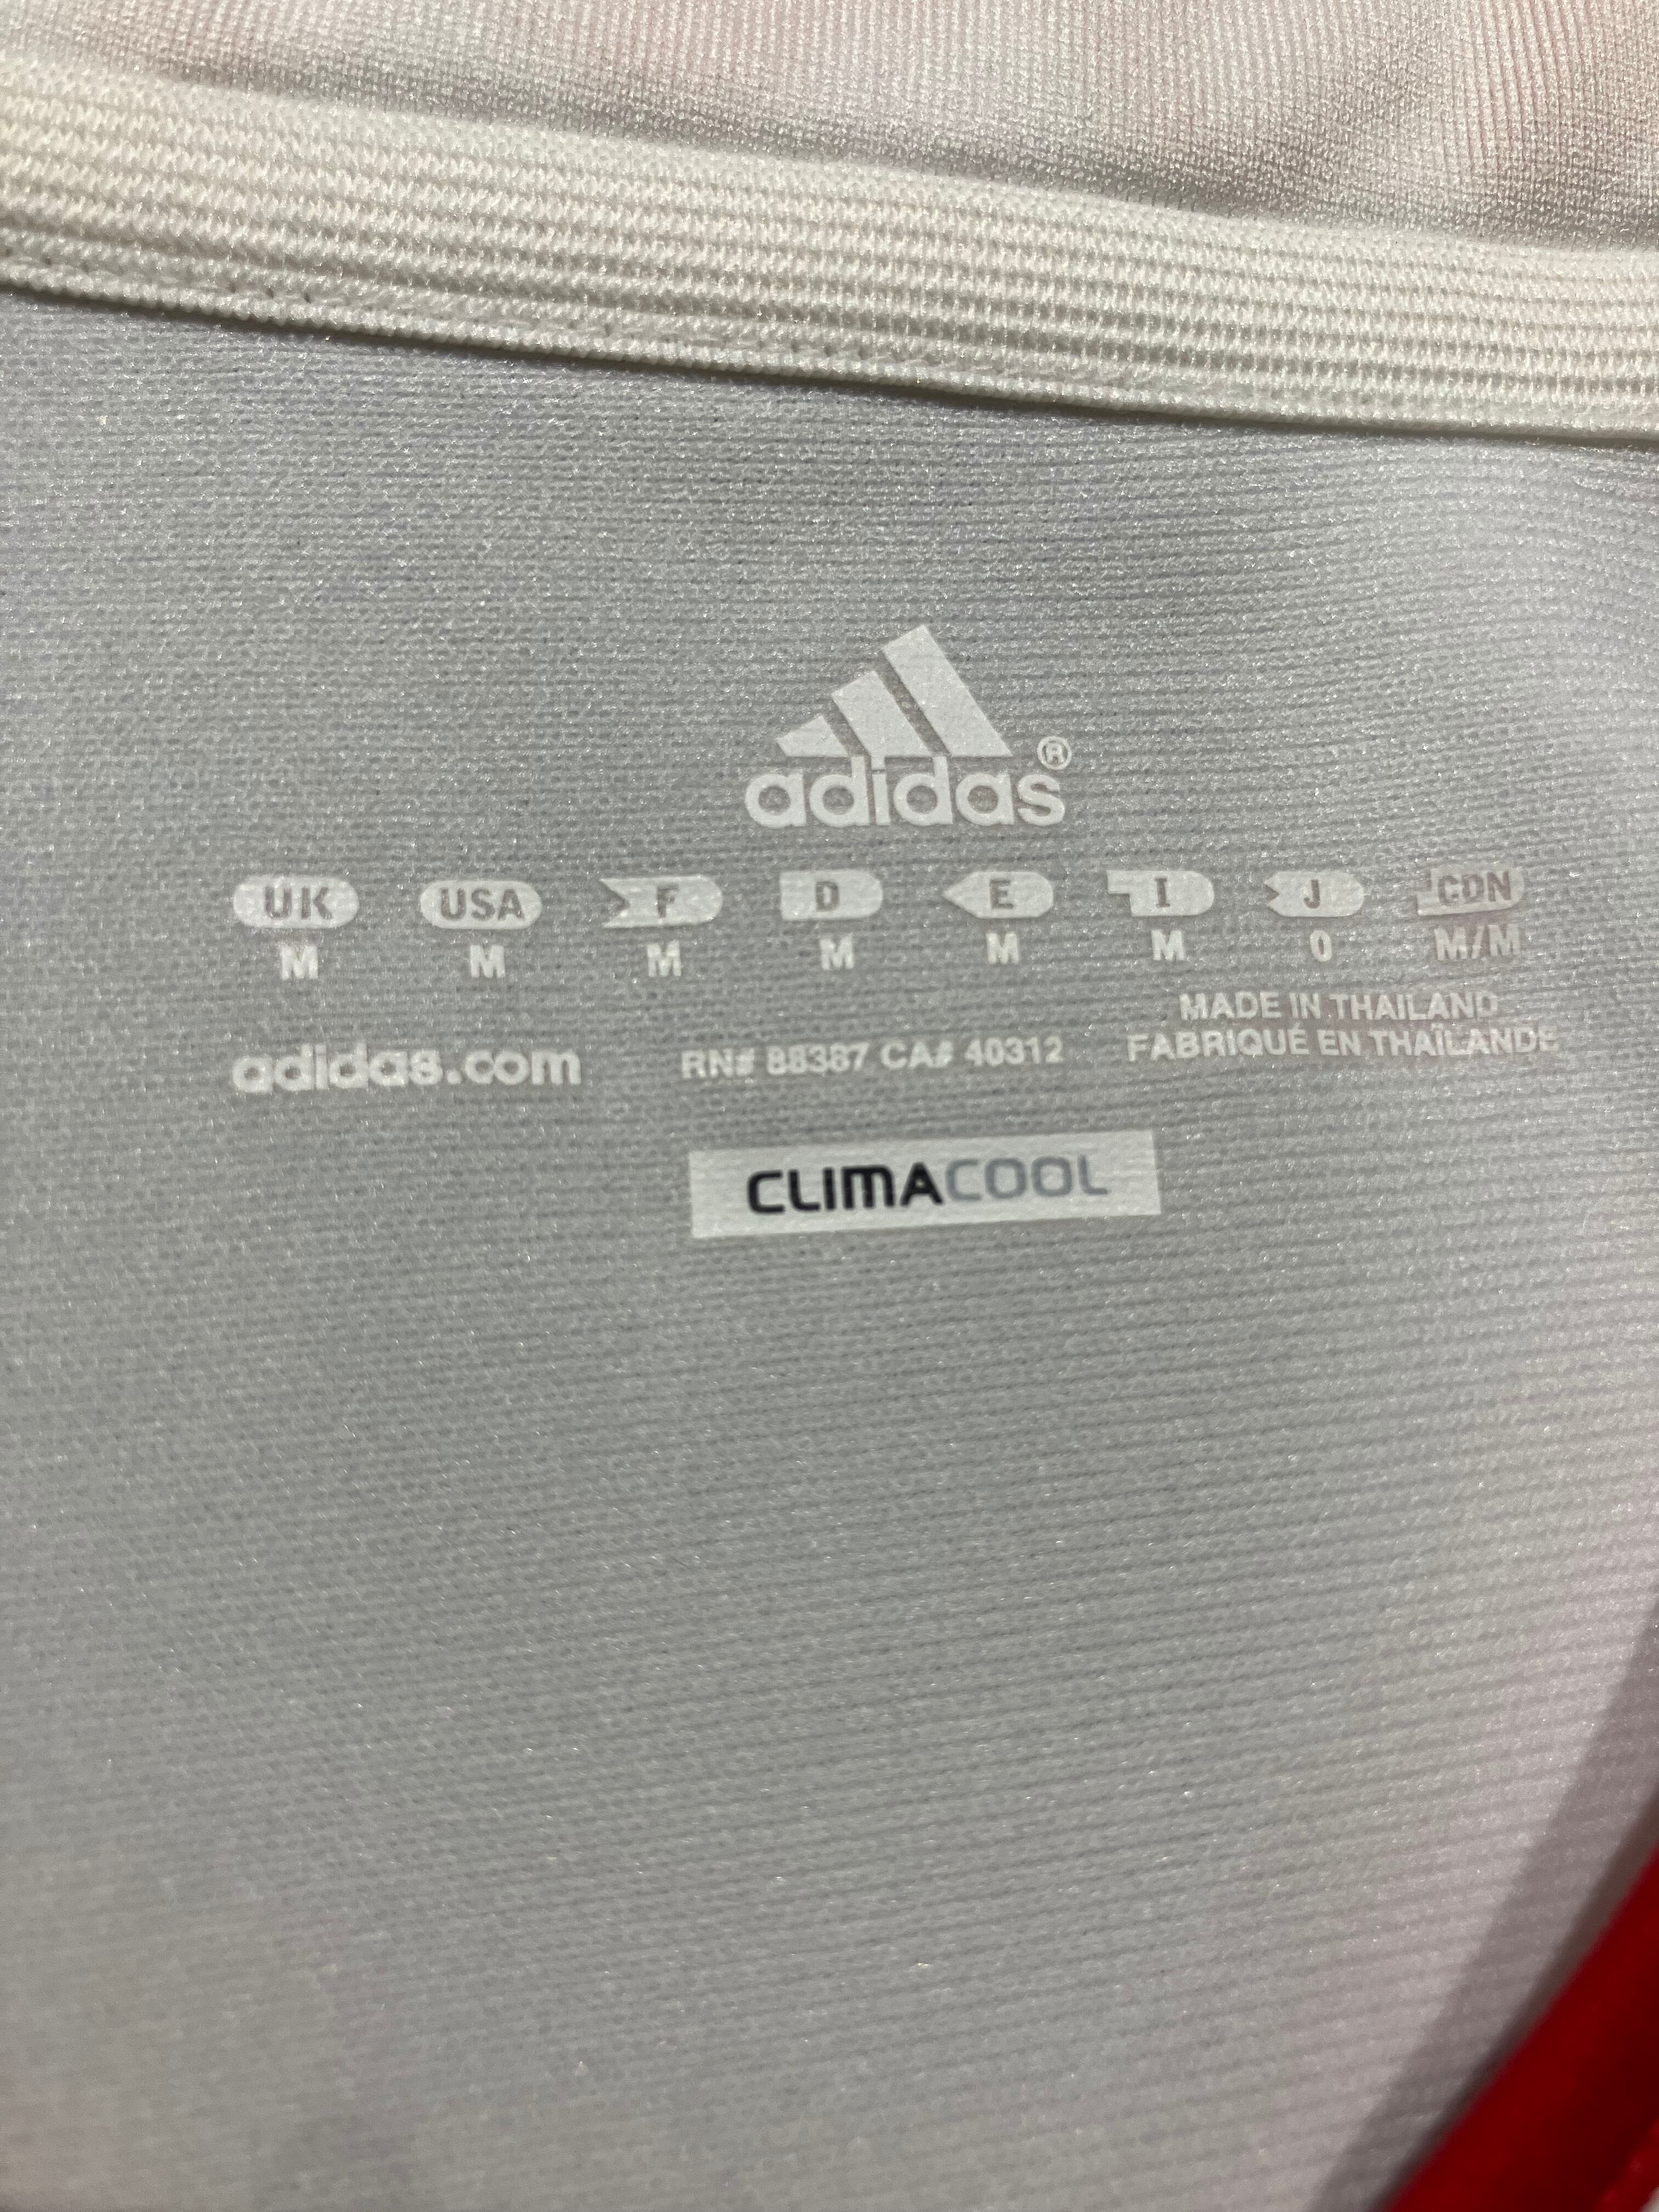 adidas®
UK USA F D E I J CDN
M M M M M M O M/M
MADE IN THAILAND
adidas.com RN# 88387 CA# 40312 FABRIQUÉ EN THAÏLANDE
CLIMACOOL